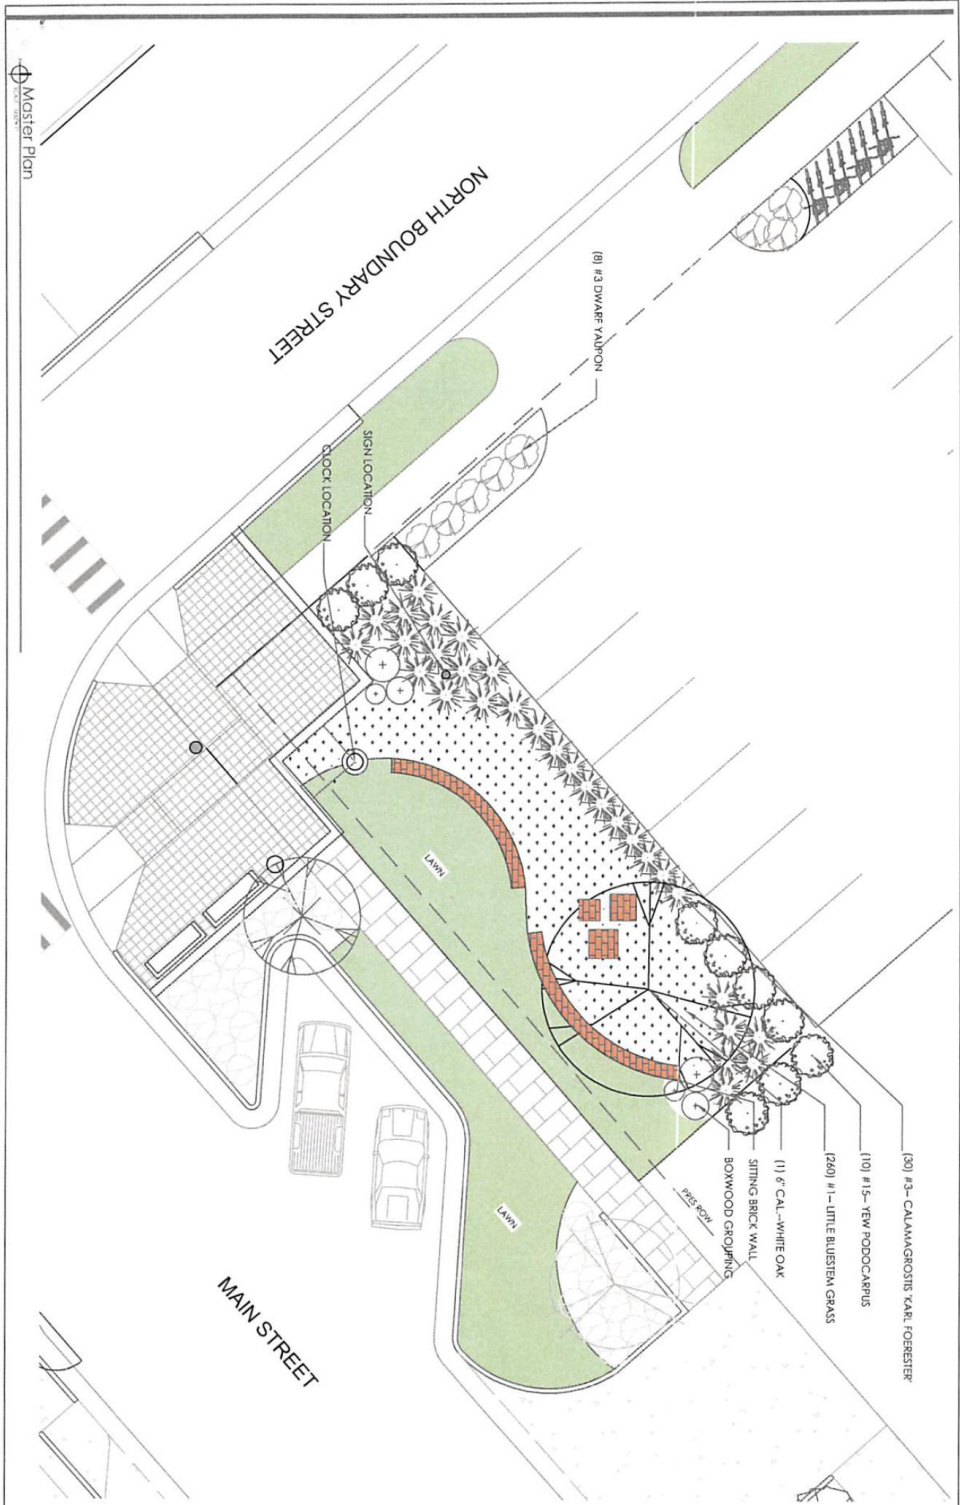 Master Plan
NORTH BOUNDARY STREET
(8) #3 DWARF YAUPON
SIGN LOCATION
CLOCK LOCATION
LAWN
LAWN
MAIN STREET
PRES ROW
(30) #3- CALAMAGROSTIS 'KARL FOERESTER'
(10) #15- YEW PODOCARPUS
(260) #1- LITTLE BLUESTEM GRASS
(1) 6" CAL.-WHITE OAK
SITTING BRICK WALL
BOXWOOD GROUPING